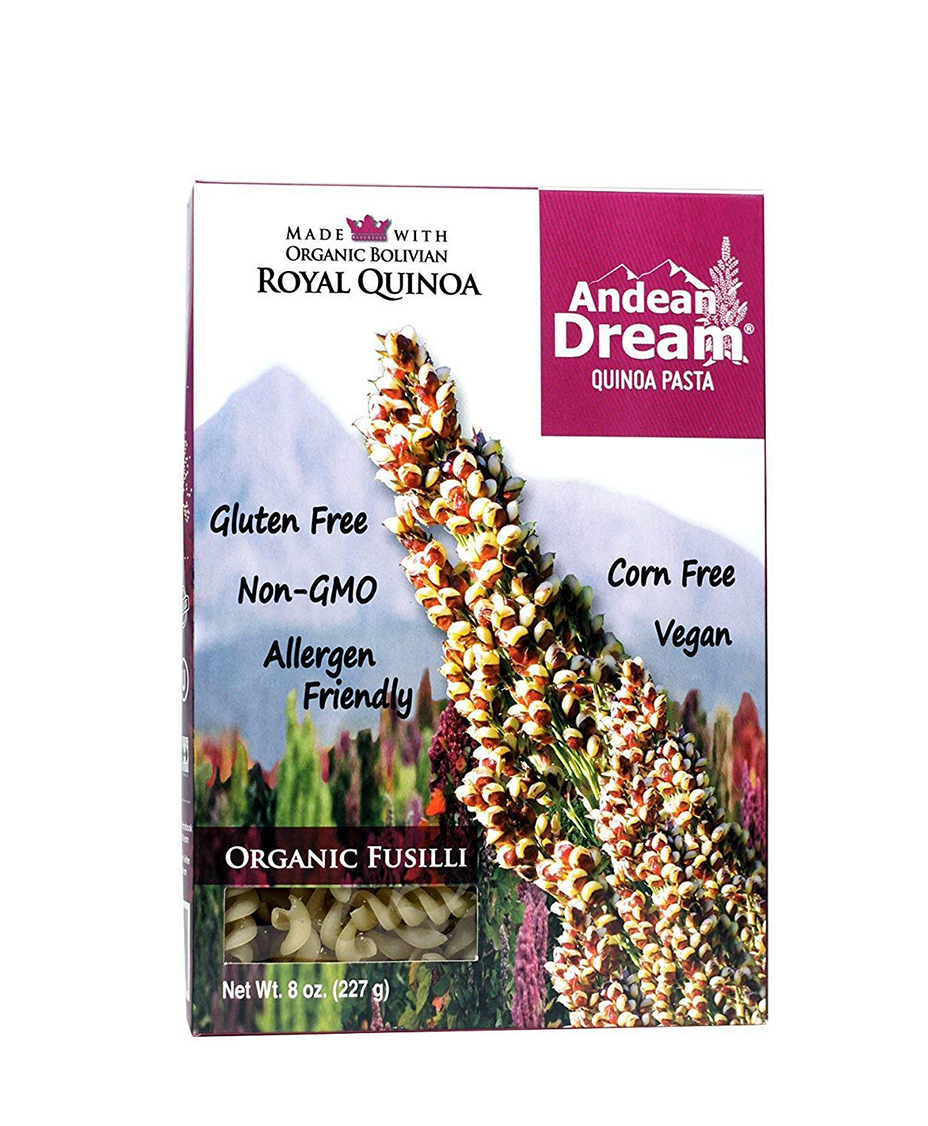 MADE WITH
ORGANIC BOLIVIAN
ROYAL QUINOA
Andean
Dream®
QUINOA PASTA
Gluten Free
Non-GMO
Allergen
Friendly
Corn Free
Vegan
ORGANIC FUSILLI
Net Wt. 8 oz. (227 g)